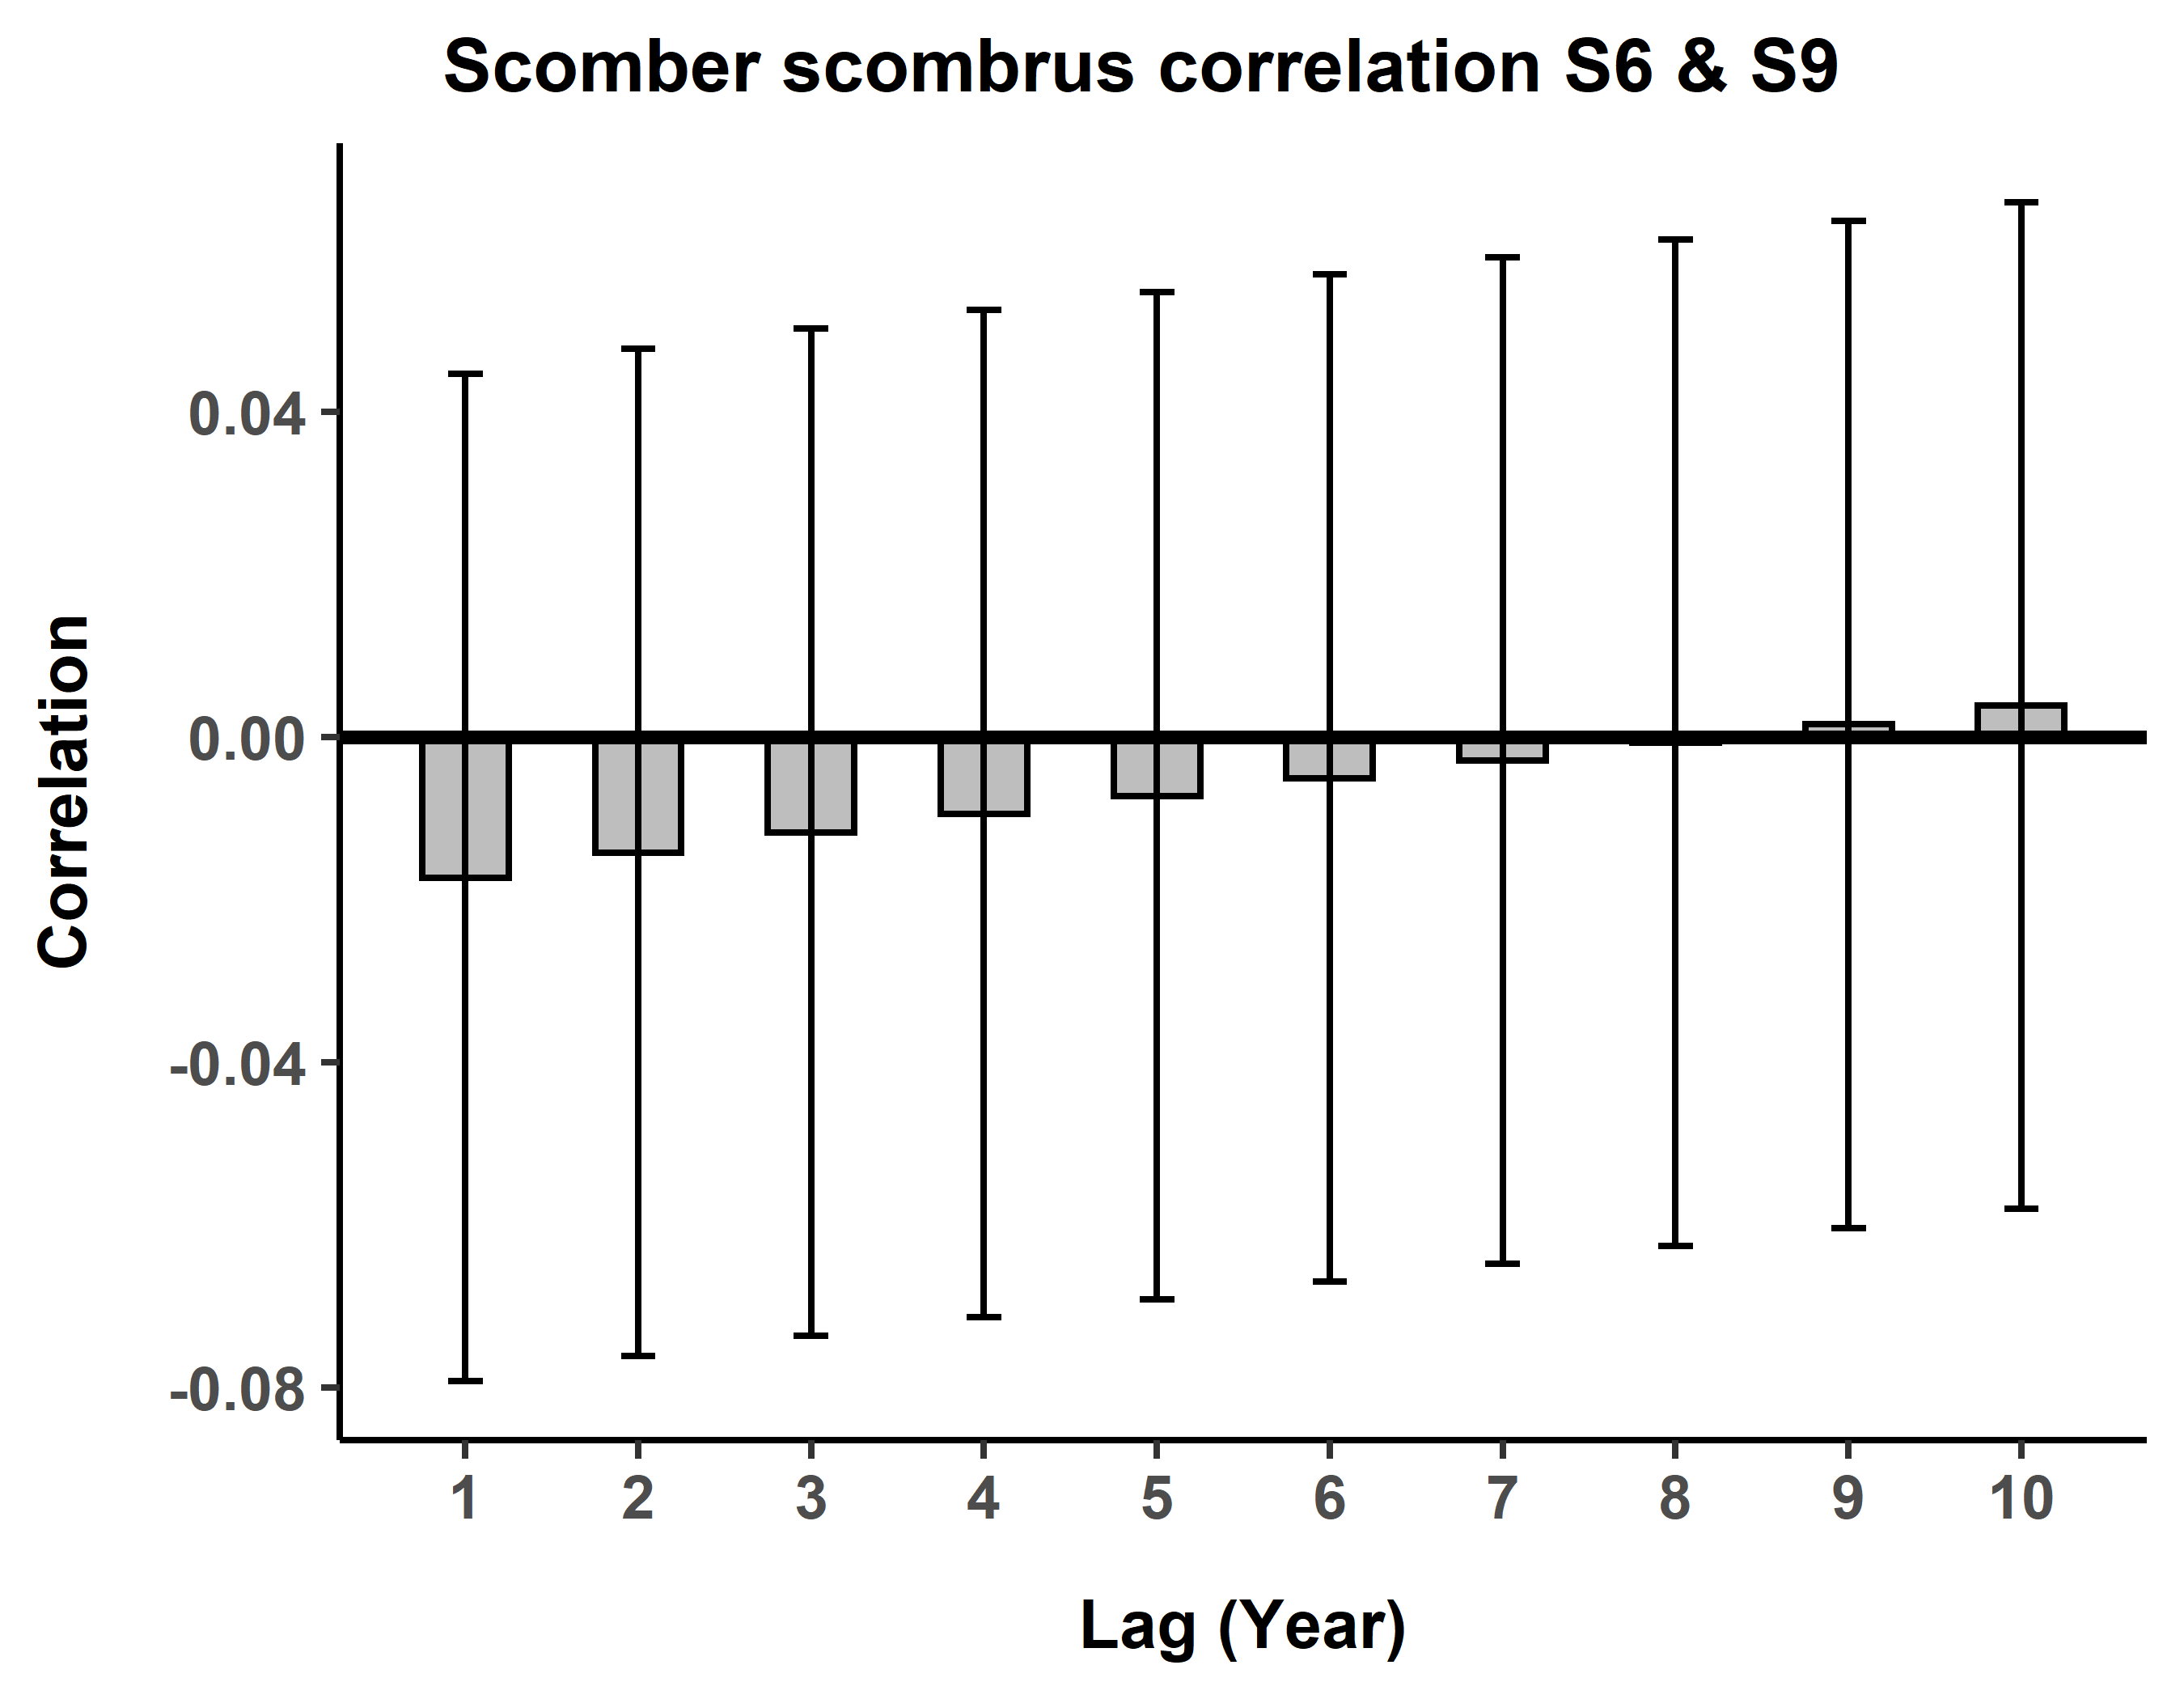 Scomber scombrus correlation S6 & S9
Correlation
0.04
0.00
-0.04
-0.08
1 2 3 4 5 6 7 8 9 10
Lag (Year)